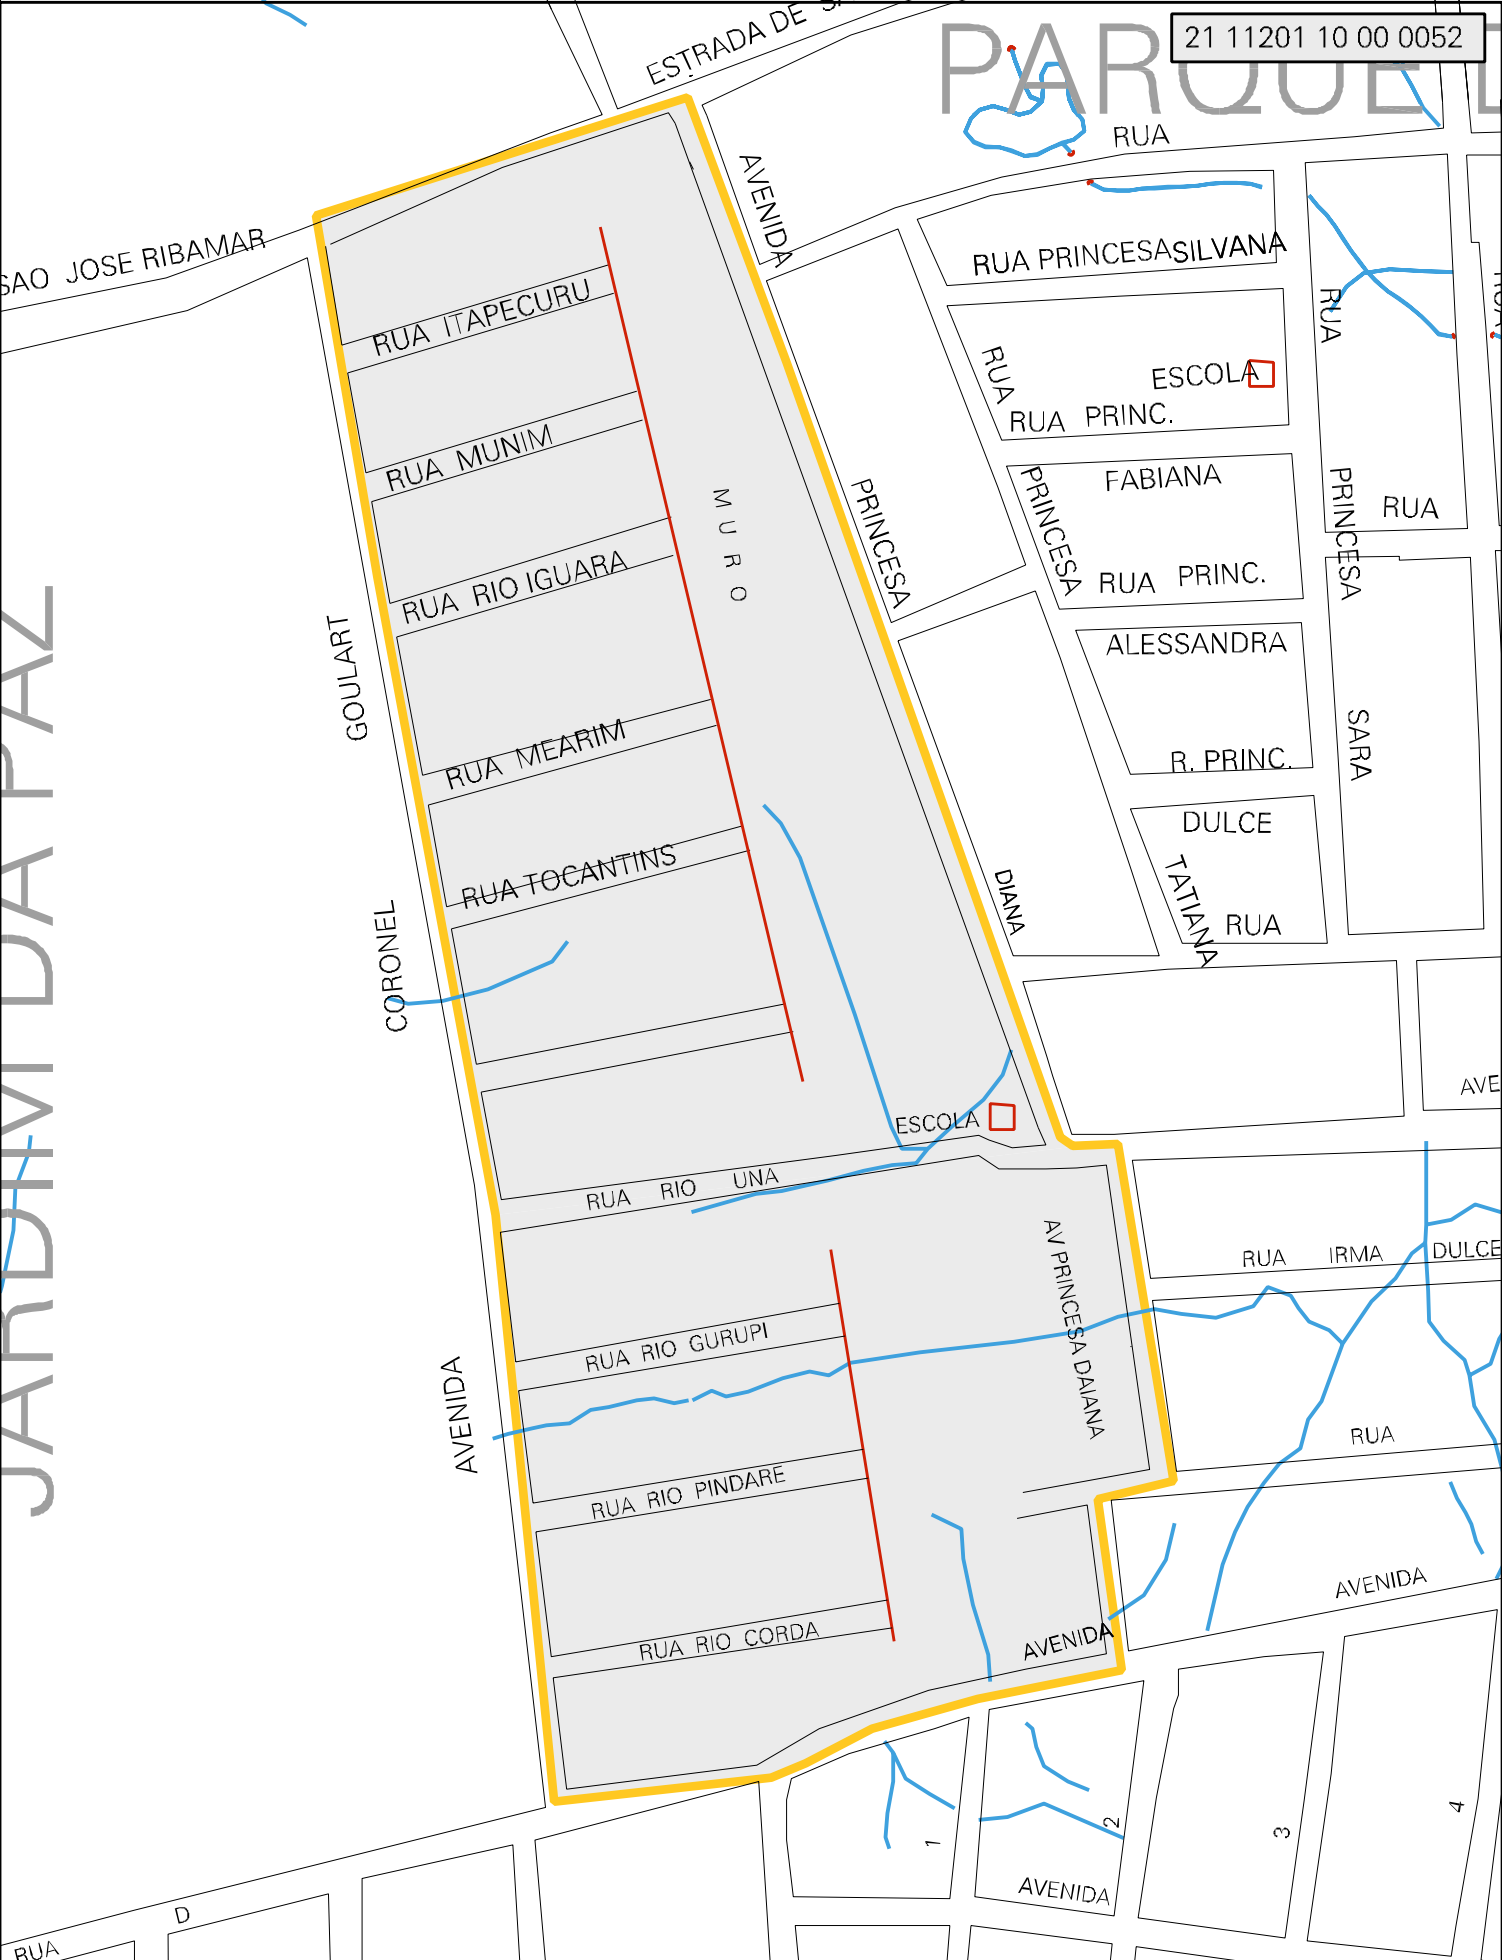 ESTRADA DE
21 11201 10 00 0052
PARQUE
RUA
AVENIDA
SAO JOSE RIBAMAR
RUA PRINCESA SILVANA
RUA ITAPECURU
RUA
RUA
ESCOLA
RUA PRINC.
RUA MUNIM
FABIANA
PRINCESA
PRINCESA
PRINCESA
RUA
MURO
RUA RIO IGUARA
RUA PRINC.
GOULART
ALESSANDRA
JARDIM DA PAZ
RUA MEARIM
R. PRINC.
SARA
DULCE
RUA TOCANTINS
DIANA
TATIANA
RUA
CORONEL
AVE
ESCOLA
RUA RIO UNA
AV PRINCESA DAIANA
RUA IRMA DULCE
RUA RIO GURUPI
AVENIDA
RUA
RUA RIO PINDARE
AVENIDA
RUA RIO CORDA
AVENIDA
1
2
3
4
AVENIDA
D
RUA